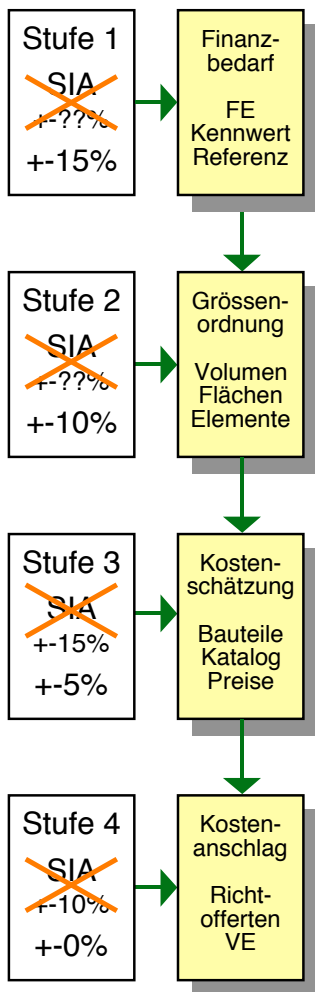 Stufe 1
SIA
+-??%
+-15%
Finanz-
bedarf
FE
Kennwert
Referenz
Stufe 2
SIA
+-??%
+-10%
Grössen-
ordnung
Volumen
Flächen
Elemente
Stufe 3
SIA
+-15%
+-5%
Kosten-
schätzung
Bauteile
Katalog
Preise
Stufe 4
SIA
+-10%
+-0%
Kosten-
anschlag
Richt-
offerten
VE